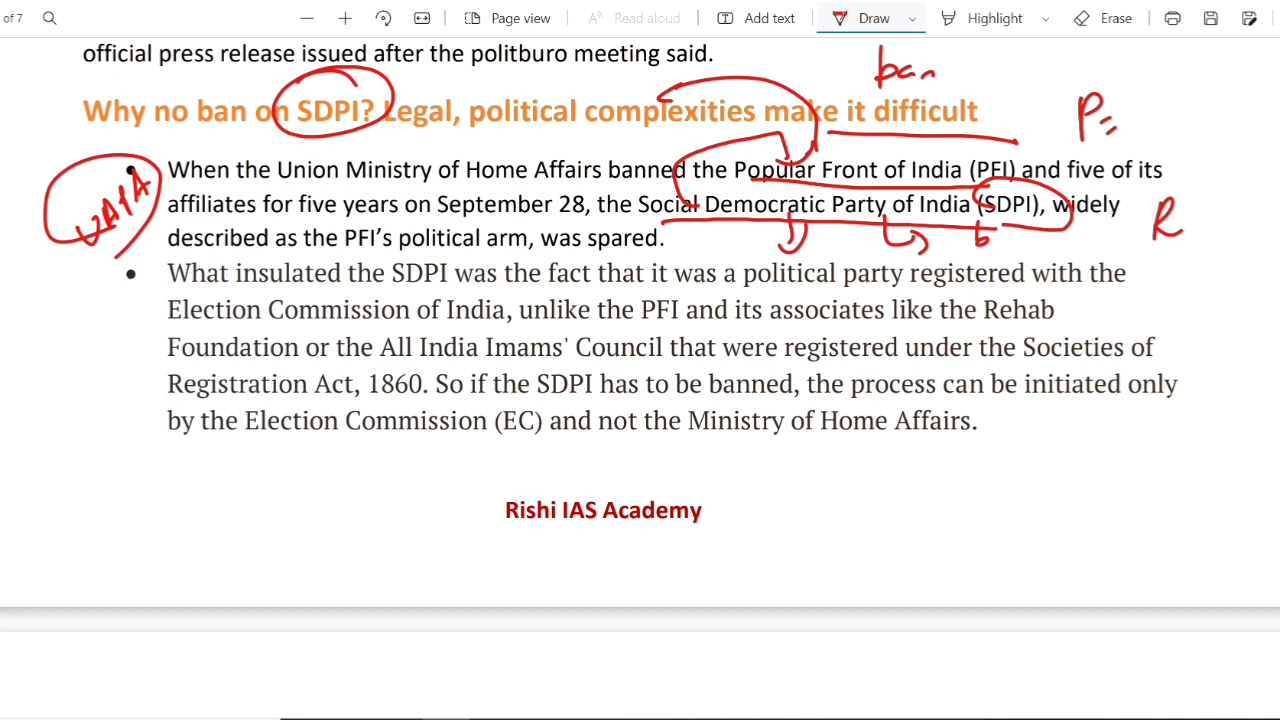 of 7 Page view Read aloud Add text Draw Highlight Erase
official press release issued after the politburo meeting said.
ban
Why no ban on SDPI? Legal, political complexities make it difficult
P
When the Union Ministry of Home Affairs banned the Popular Front of India (PFI) and five of its
UAPA
affiliates for five years on September 28, the Social Democratic Party of India (SDPI), widely
R
described as the PFI’s political arm, was spared.
What insulated the SDPI was the fact that it was a political party registered with the
Election Commission of India, unlike the PFI and its associates like the Rehab
Foundation or the All India Imams' Council that were registered under the Societies of
Registration Act, 1860. So if the SDPI has to be banned, the process can be initiated only
by the Election Commission (EC) and not the Ministry of Home Affairs.
Rishi IAS Academy